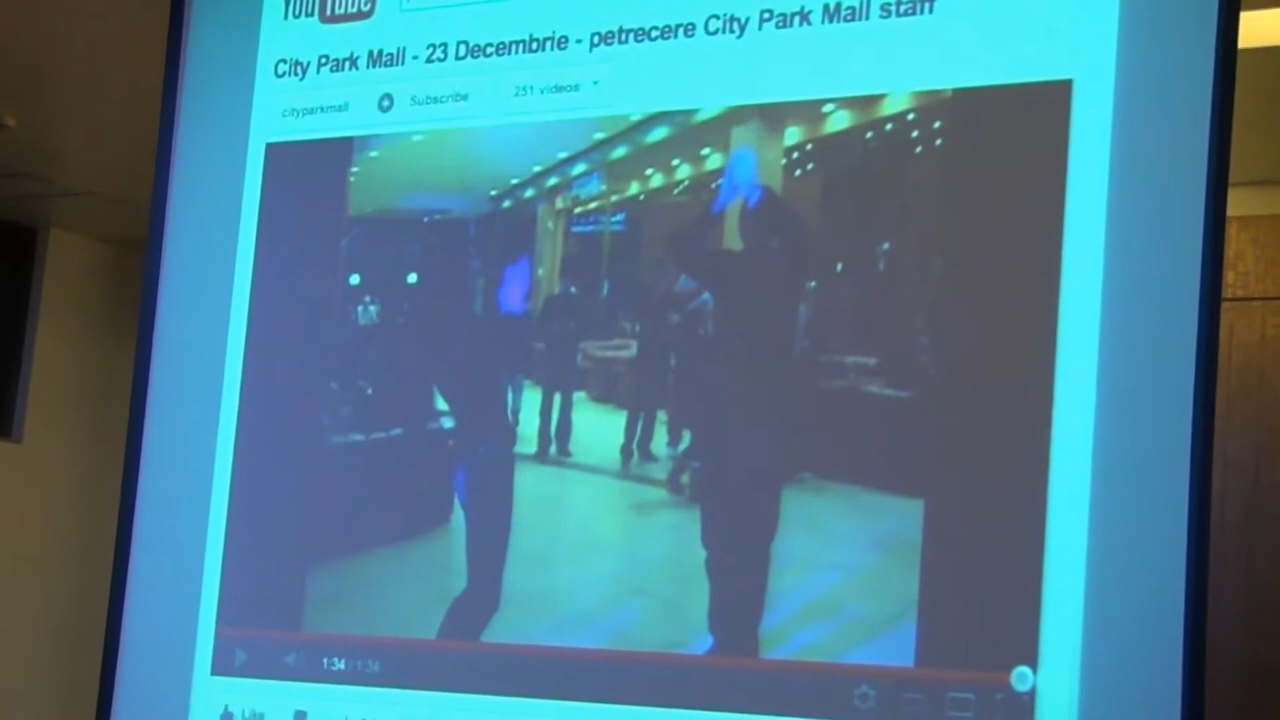 YouTube
City Park Mall - 23 Decembrie - petrecere City Park Mall staff
cityparkmall Subscribe 251 videos
1:34 / 1:34
Like